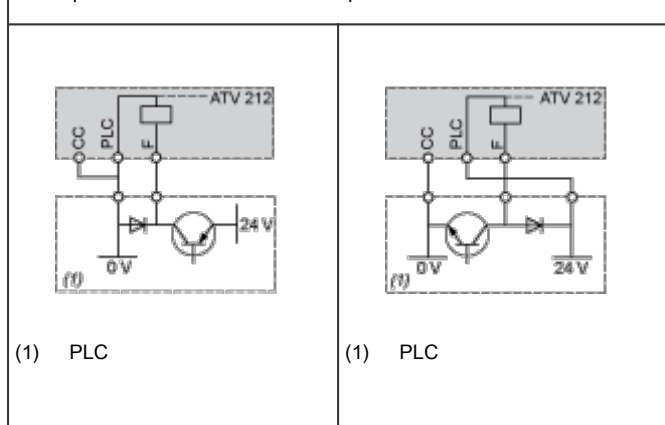 ATV 212
CC PLC F
24 V
0 V
(1)
(1) PLC
ATV 212
CC PLC F
0 V
24 V
(1)
(1) PLC